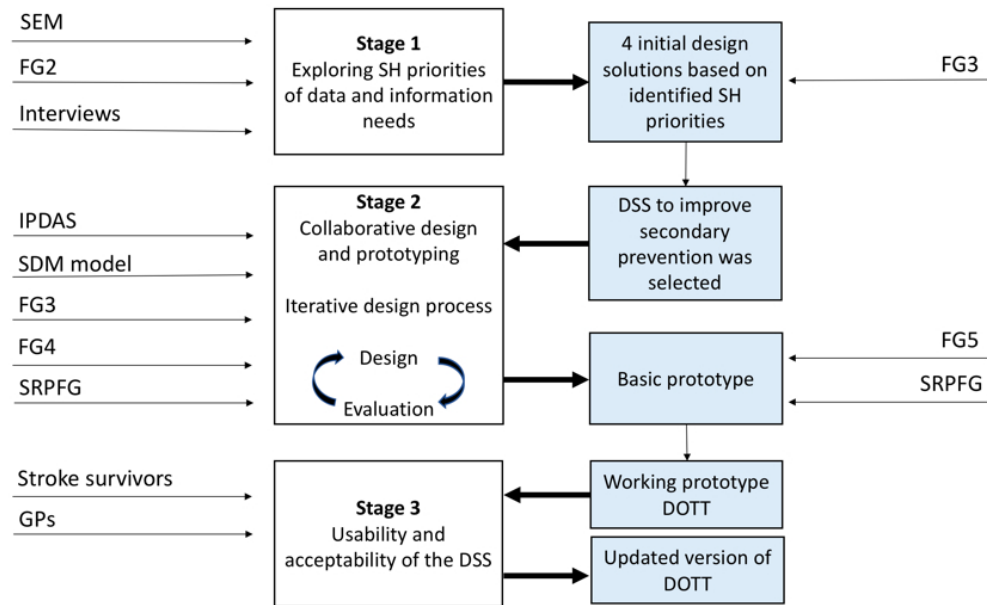 SEM
FG2
Interviews
Stage 1
Exploring SH priorities
of data and information
needs
4 initial design
solutions based on
identified SH
priorities
FG3
IPDAS
SDM model
FG3
FG4
SRPFG
Stage 2
Collaborative design
and prototyping
Iterative design process
Design
Evaluation
DSS to improve
secondary
prevention was
selected
Basic prototype
FG5
SRPFG
Stroke survivors
GPs
Stage 3
Usability and
acceptability of the DSS
Working prototype
DOTT
Updated version of
DOTT